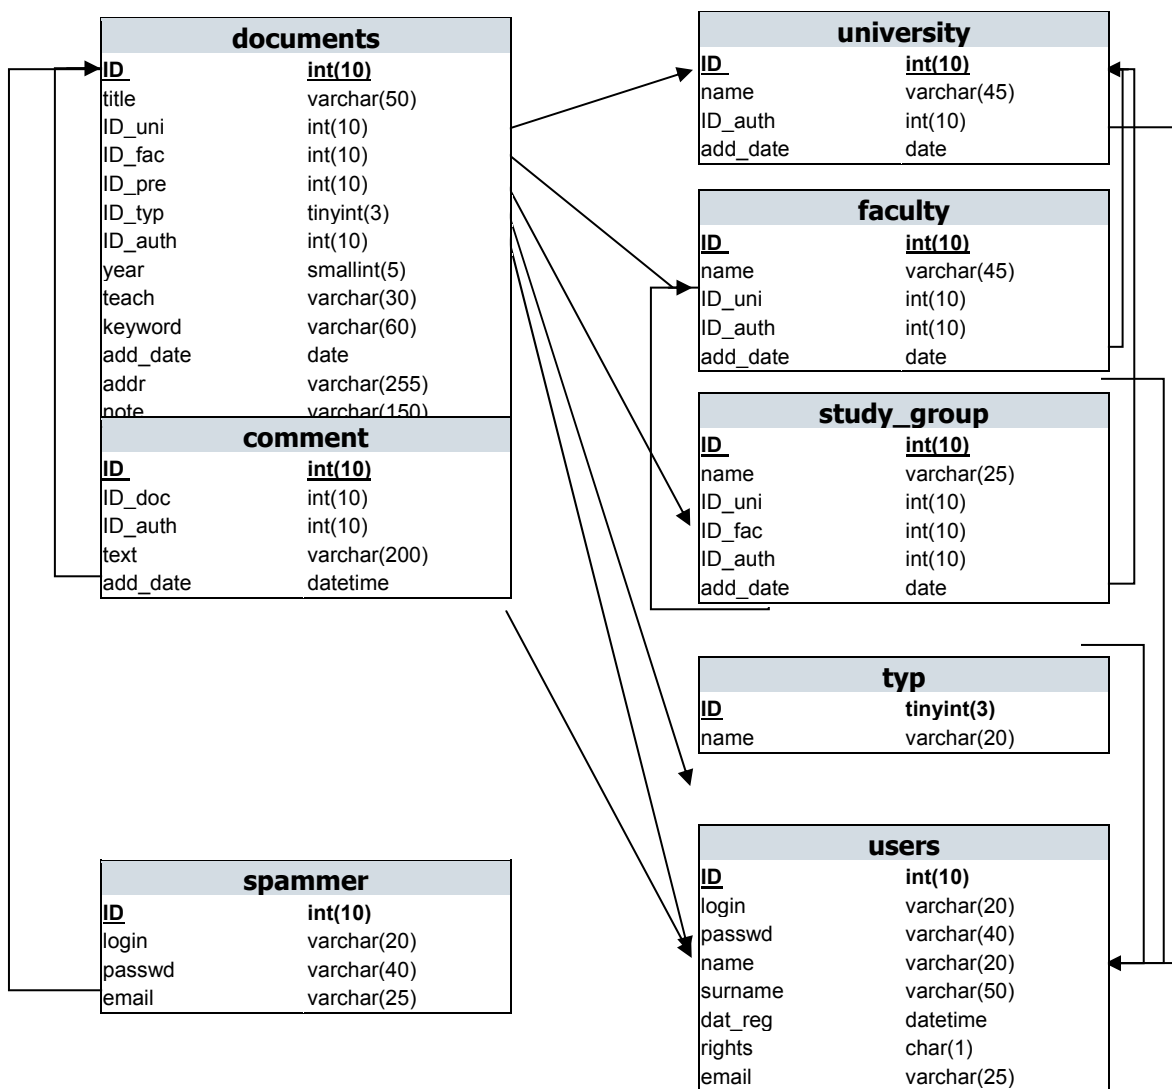 documents
ID int(10)
title varchar(50)
ID_uni int(10)
ID_fac int(10)
ID_pre int(10)
ID_typ tinyint(3)
ID_auth int(10)
year smallint(5)
teach varchar(30)
keyword varchar(60)
add_date date
addr varchar(255)
note varchar(150)
comment
ID int(10)
ID_doc int(10)
ID_auth int(10)
text varchar(200)
add_date datetime
spammer
ID int(10)
login varchar(20)
passwd varchar(40)
email varchar(25)
university
ID int(10)
name varchar(45)
ID_auth int(10)
add_date date
faculty
ID int(10)
name varchar(45)
ID_uni int(10)
ID_auth int(10)
add_date date
study_group
ID int(10)
name varchar(25)
ID_uni int(10)
ID_fac int(10)
ID_auth int(10)
add_date date
typ
ID tinyint(3)
name varchar(20)
users
ID int(10)
login varchar(20)
passwd varchar(40)
name varchar(20)
surname varchar(50)
dat_reg datetime
rights char(1)
email varchar(25)